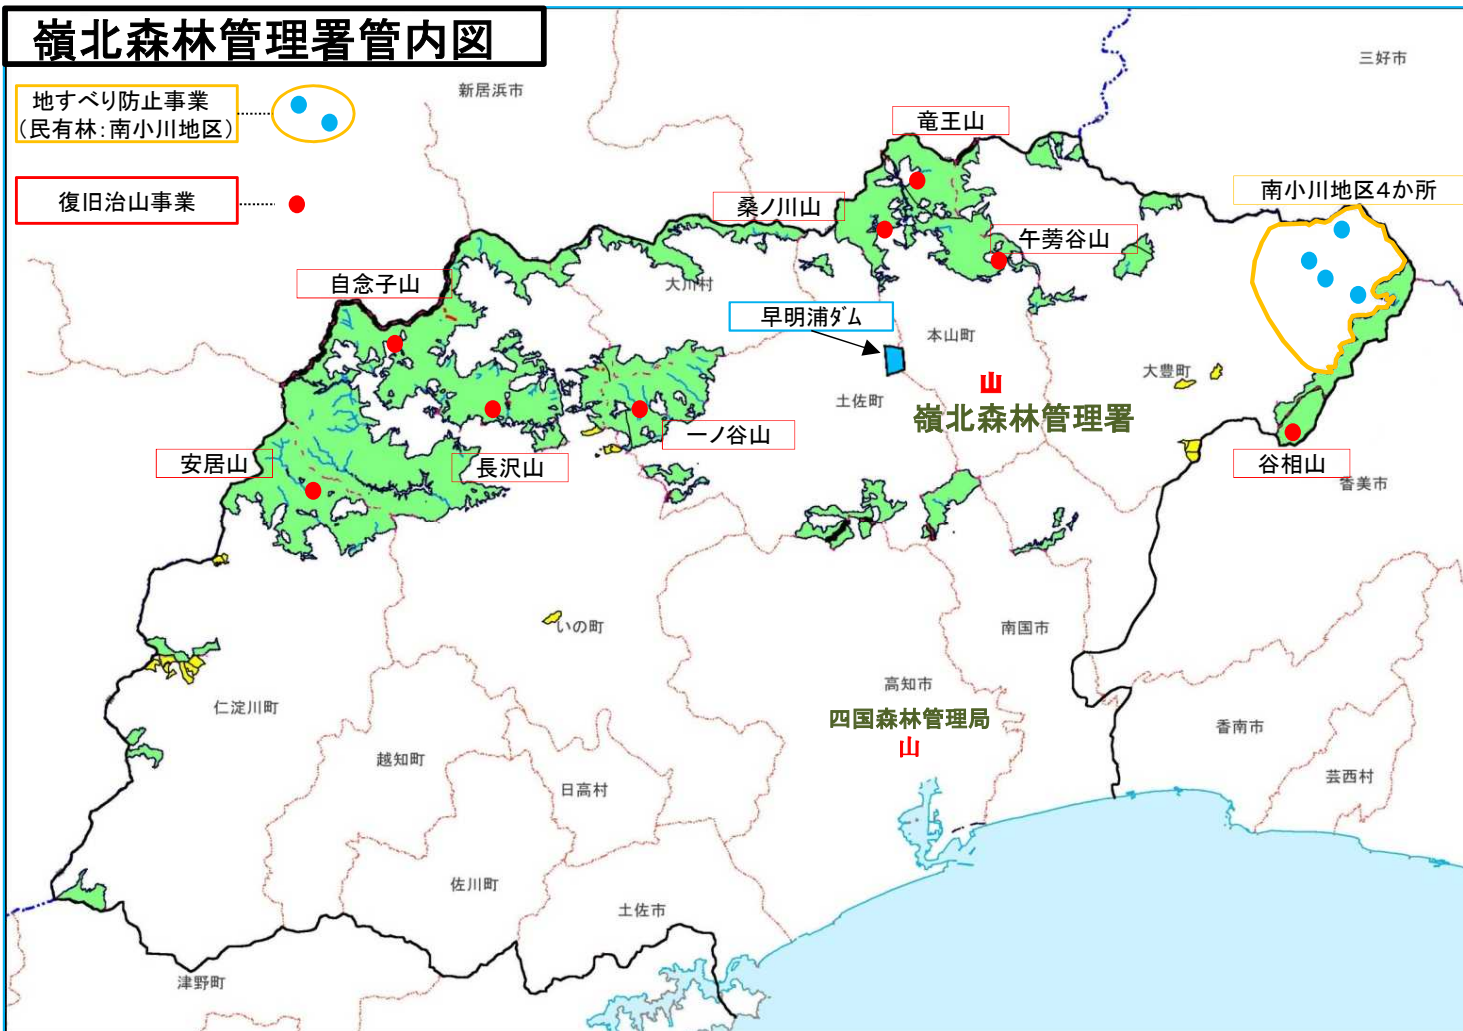 嶺北森林管理署管内図
地すべり防止事業
（民有林：南小川地区）
復旧治山事業
新居浜市
三好市
竜王山
南小川地区４か所
桑ノ川山
午蒡谷山
自念子山
大川村
早明浦ダム
本山町
大豊町
土佐町
山
嶺北森林管理署
一ノ谷山
安居山
長沢山
谷相山
香美市
いの町
南国市
高知市
四国森林管理局
山
仁淀川町
香南市
越知町
日高村
芸西村
佐川町
土佐市
津野町